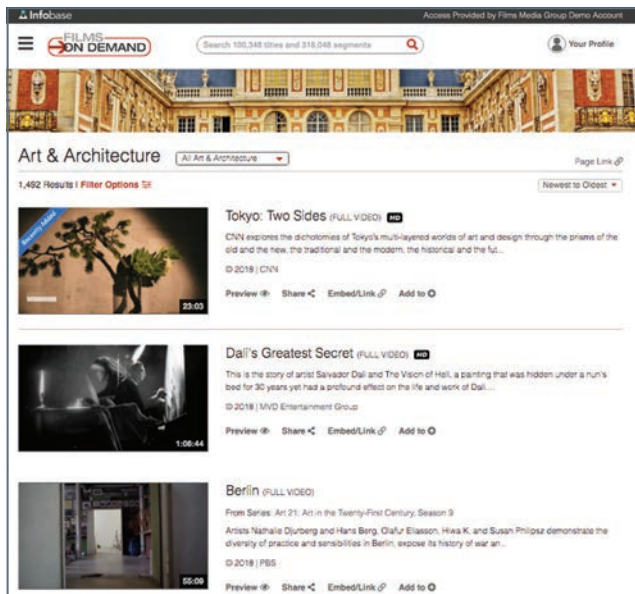 Infobase
Access Provided by Films Media Group Demo Account
FILMS
ON DEMAND
Search 100,348 titles and 318,048 segments
Your Profile
Art & Architecture
All Art & Architecture
Page Link
1,492 Results | Filter Options
Newest to Oldest
Recently Added
23:03
Tokyo: Two Sides (FULL VIDEO) HD
CNN explores the dichotomies of Tokyo's multi-layered worlds of art and design through the prisms of the
old and the new, the traditional and the modern, the historical and the fut...
© 2018 | CNN
Preview Share Embed/Link Add to
1:06:44
Dali's Greatest Secret (FULL VIDEO) HD
This is the story of artist Salvador Dali and The Vision of Hell, a painting that was hidden under a nun's
bed for 30 years yet had a profound effect on the life and work of Dali....
© 2018 | MVD Entertainment Group
Preview Share Embed/Link Add to
55:09
Berlin (FULL VIDEO)
From Series: Art 21: Art in the Twenty-First Century, Season 9
Artists Nathalie Djurberg and Hans Berg, Olafur Eliasson, Hiwa K, and Susan Philipsz demonstrate the
diversity of practice and sensibilities in Berlin, expose its history of war an...
© 2018 | PBS
Preview Share Embed/Link Add to